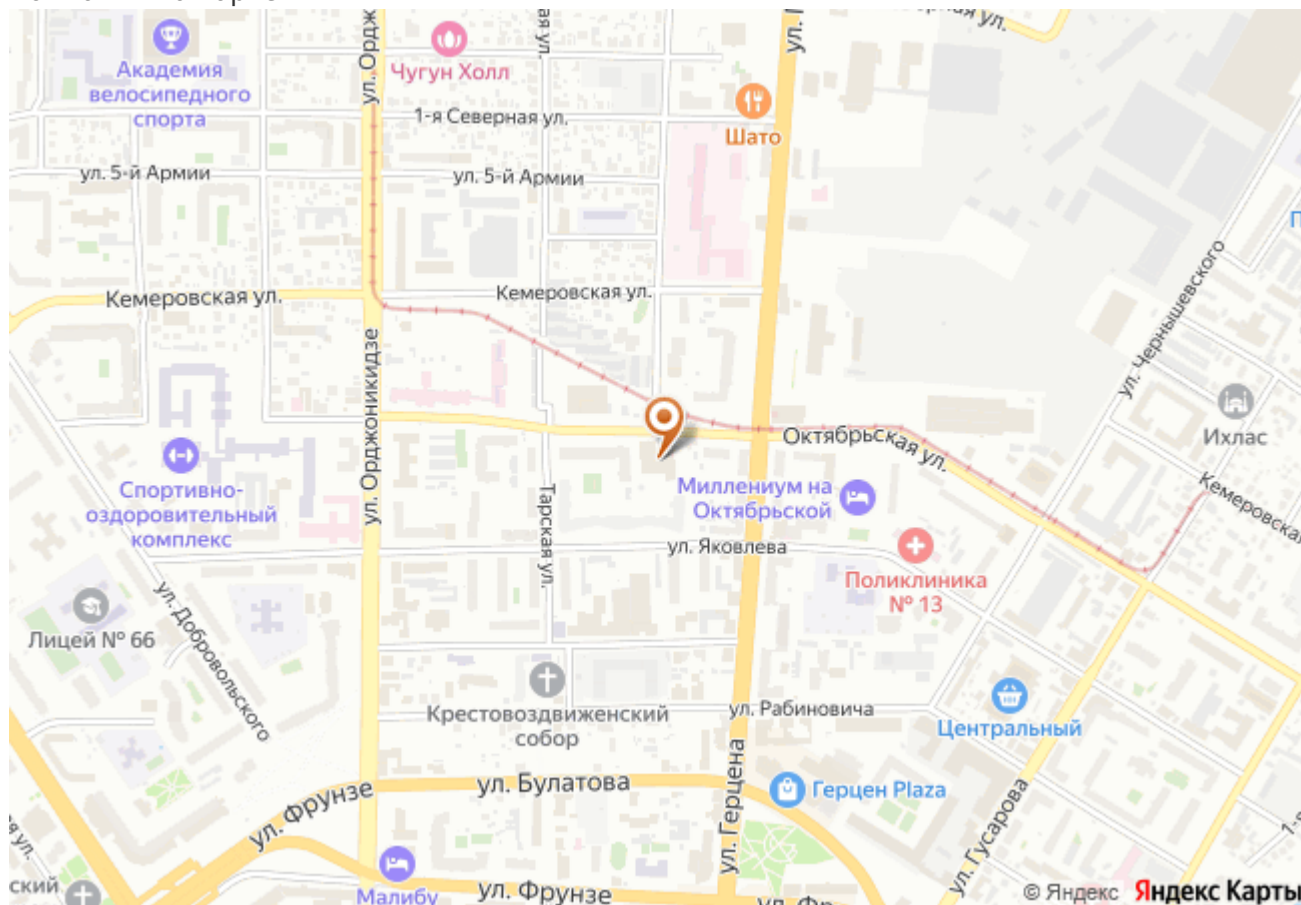 ул. Орджо
Академия
велосипедного
спорта
Чугун Холл
1-я Северная ул.
Шато
ул. 5-й Армии
ул. 5-й Армии
Кемеровская ул.
Кемеровская ул.
ул. Чернышевского
ул. Орджоникидзе
Ихлас
Октябрьская ул.
Спортивно-
оздоровительный
комплекс
Тарская ул.
Миллениум на
Октябрьской
Кемеровская
ул. Яковлева
Поликлиника
№ 13
Лицей № 66
ул. Добровольского
Крестовоздвиженский
собор
ул. Рабиновича
Центральный
ул. Булатова
ул. Герцена
Герцен Plaza
ул. Фрунзе
ул. Гусарова
Малибу
ул. Фрунзе
© Яндекс Яндекс Карты